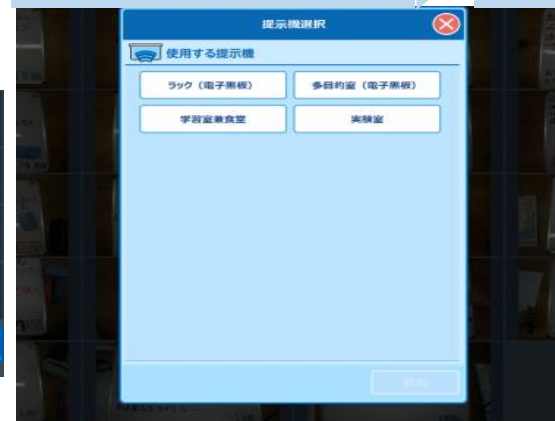 提示機選択
使用する提示機
ラック（電子黒板）
多目的室（電子黒板）
学習室兼食堂
実験室